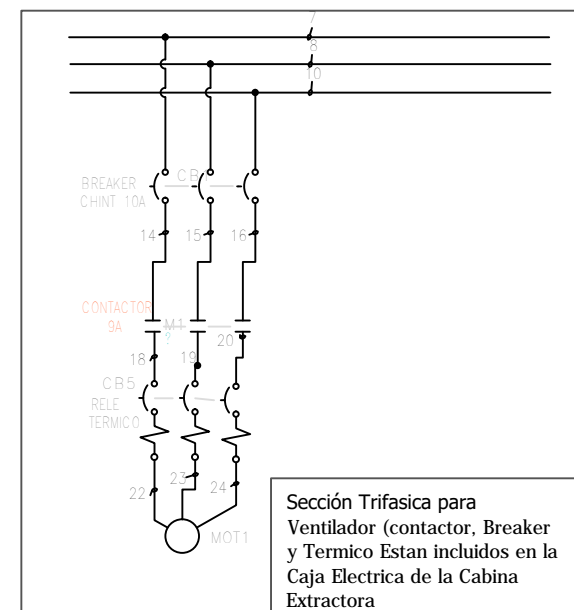 7
8
10
BREAKER
CHINT 10A
CB1
14
15
16
CONTACTOR
9A
M1
?
18
19
20
CB5
RELE
TERMICO
22
23
24
MOT1
Sección Trifasica para
Ventilador (contactor, Breaker
y Termico Estan incluidos en la
Caja Electrica de la Cabina
Extractora